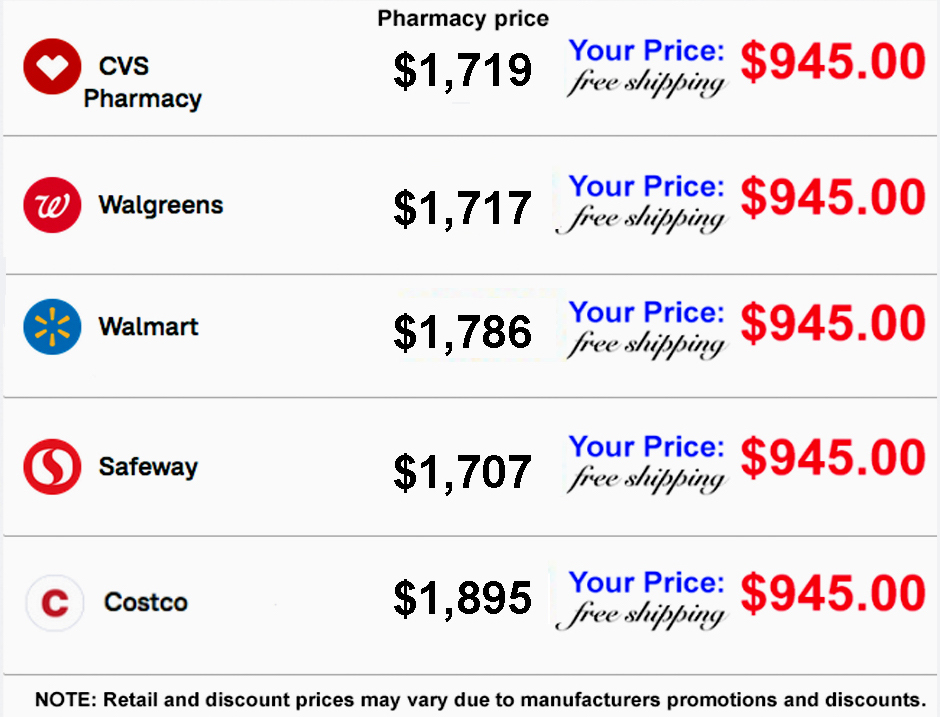 Pharmacy price
CVS
Pharmacy
$1,719
Your Price:
free shipping
$945.00
Walgreens
$1,717
Your Price:
free shipping
$945.00
Walmart
$1,786
Your Price:
free shipping
$945.00
Safeway
$1,707
Your Price:
free shipping
$945.00
C
Costco
$1,895
Your Price:
free shipping
$945.00
NOTE: Retail and discount prices may vary due to manufacturers promotions and discounts.